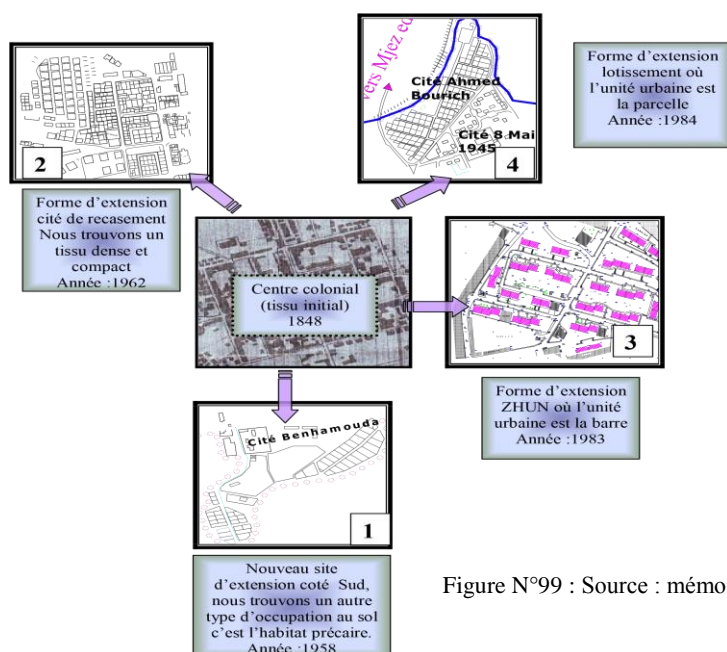 vers Mjez ed
Cité Ahmed
Bourich
Cité 8 Mai
1945
4
Forme d'extension
lotissement où
l'unité urbaine est
la parcelle
Année :1984
2
Forme d'extension
cité de recasement
Nous trouvons un
tissu dense et
compact
Année :1962
Centre colonial
(tissu initial)
1848
3
Forme d'extension
ZHUN où l'unité
urbaine est la barre
Année :1983
Cité Benhamouda
1
Nouveau site
d'extension coté Sud,
nous trouvons un autre
type d'occupation au sol
c'est l'habitat précaire.
Année :1958
Figure N°99 : Source : mémo